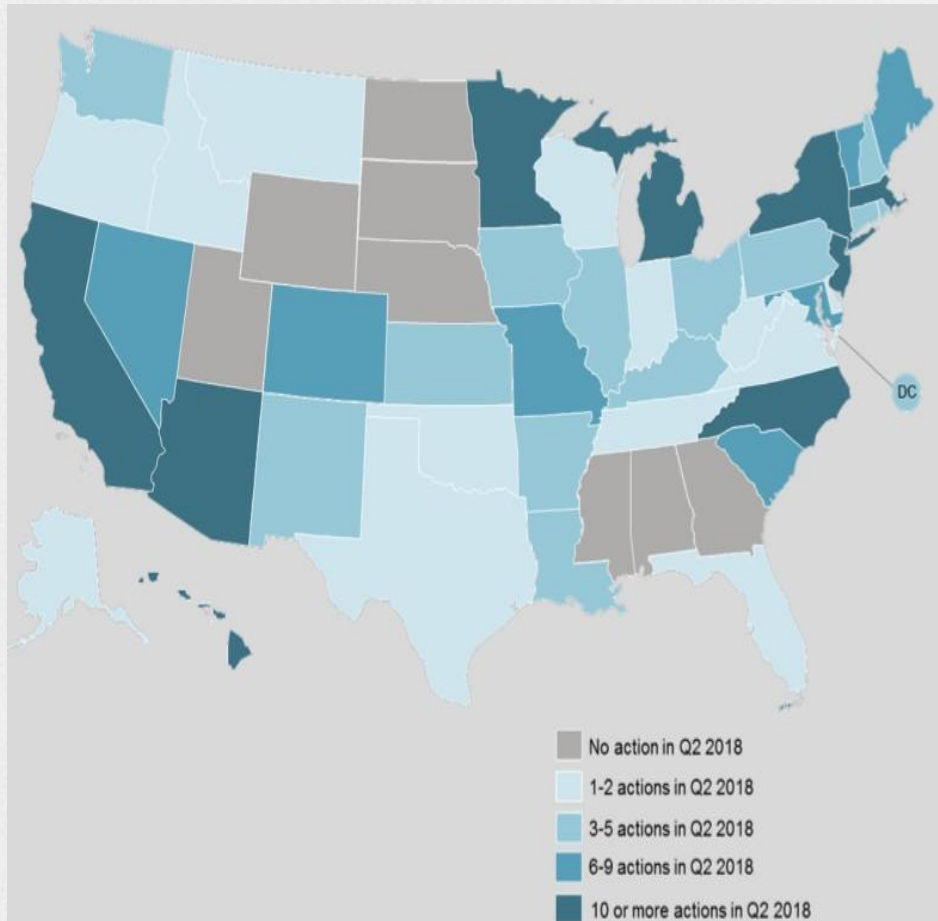 DC
No action in Q2 2018
1-2 actions in Q2 2018
3-5 actions in Q2 2018
6-9 actions in Q2 2018
10 or more actions in Q2 2018